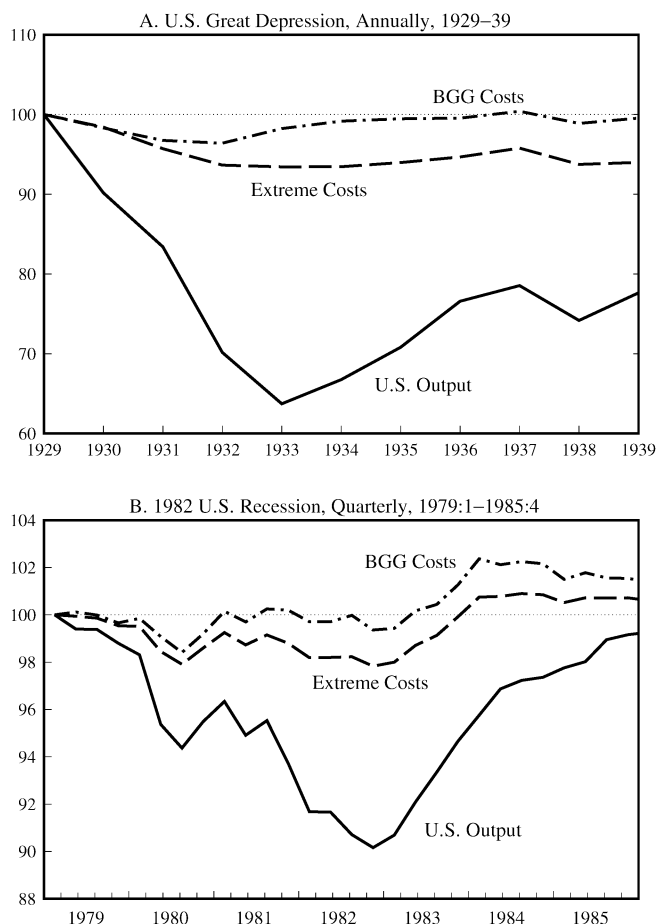 A. U.S. Great Depression, Annually, 1929–39
110
BGG Costs
100
Extreme Costs
90
80
70
U.S. Output
60
1929 1930 1931 1932 1933 1934 1935 1936 1937 1938 1939
B. 1982 U.S. Recession, Quarterly, 1979:1–1985:4
104
BGG Costs
102
100
98
Extreme Costs
96
94
92
U.S. Output
90
88
1979 1980 1981 1982 1983 1984 1985